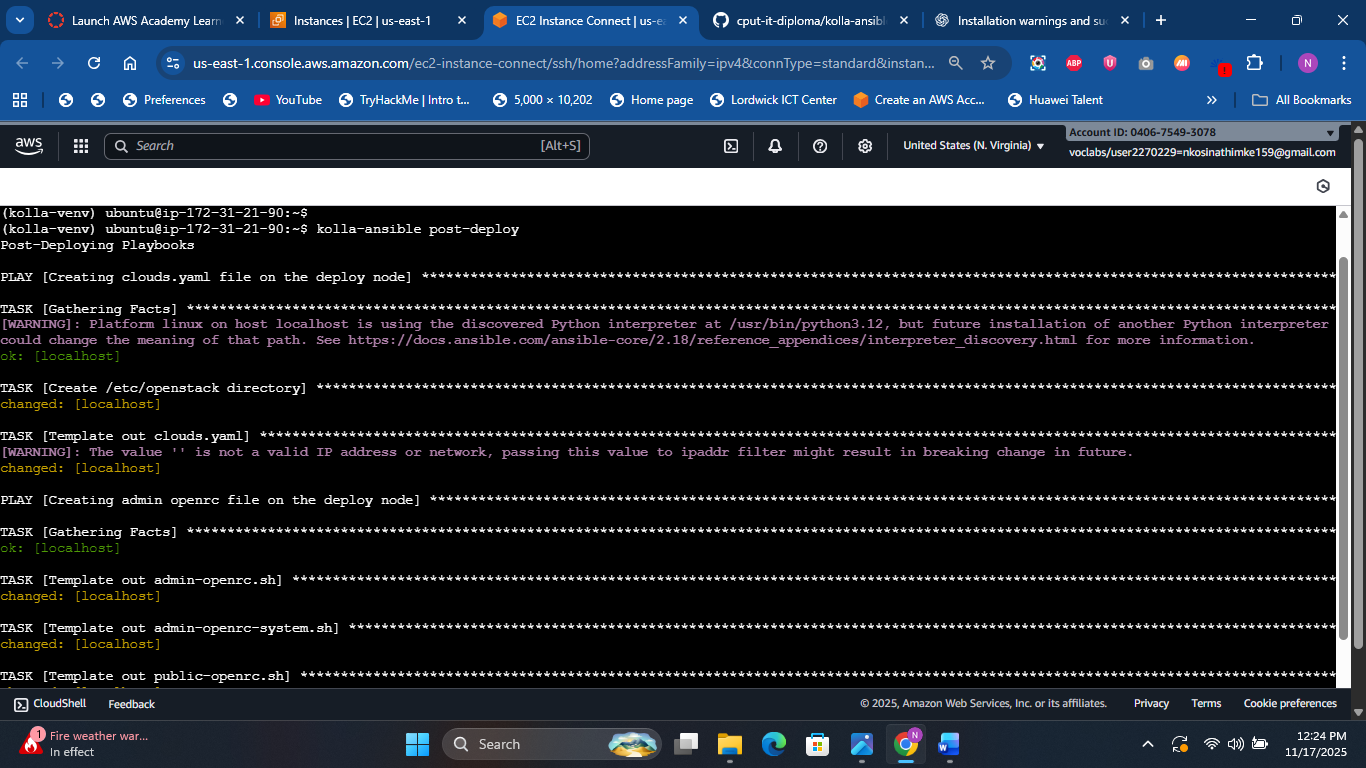 Launch AWS Academy Learn
Instances | EC2 | us-east-1
EC2 Instance Connect | us-ea
cput-it-diploma/kolla-ansible
Installation warnings and su
us-east-1.console.aws.amazon.com/ec2-instance-connect/ssh/home?addressFamily=ipv4&connType=standard&instan...
ABP
N
Preferences
YouTube
TryHackMe | Intro t...
5,000 × 10,202
Home page
Lordwick ICT Center
Create an AWS Acc...
Huawei Talent
»
All Bookmarks
aws
Search
[Alt+S]
United States (N. Virginia)
Account ID: 0406-7549-3078
voclabs/user2270229=nkosinathimke159@gmail.com
(kolla-venv) ubuntu@ip-172-31-21-90:~$
(kolla-venv) ubuntu@ip-172-31-21-90:~$ kolla-ansible post-deploy
Post-Deploying Playbooks
PLAY [Creating clouds.yaml file on the deploy node] ****************************************************************************************************************
TASK [Gathering Facts] *********************************************************************************************************************************************
[WARNING]: Platform linux on host localhost is using the discovered Python interpreter at /usr/bin/python3.12, but future installation of another Python interpreter
could change the meaning of that path. See https://docs.ansible.com/ansible-core/2.18/reference_appendices/interpreter_discovery.html for more information.
ok: [localhost]
TASK [Create /etc/openstack directory] *****************************************************************************************************************************
changed: [localhost]
TASK [Template out clouds.yaml] ************************************************************************************************************************************
[WARNING]: The value '' is not a valid IP address or network, passing this value to ipaddr filter might result in breaking change in future.
changed: [localhost]
PLAY [Creating admin openrc file on the deploy node] ***************************************************************************************************************
TASK [Gathering Facts] *********************************************************************************************************************************************
ok: [localhost]
TASK [Template out admin-openrc.sh] ********************************************************************************************************************************
changed: [localhost]
TASK [Template out admin-openrc-system.sh] *************************************************************************************************************************
changed: [localhost]
TASK [Template out public-openrc.sh] *******************************************************************************************************************************
CloudShell
Feedback
© 2025, Amazon Web Services, Inc. or its affiliates.
Privacy
Terms
Cookie preferences
1
Fire weather war...
In effect
Search
N
12:24 PM
11/17/2025